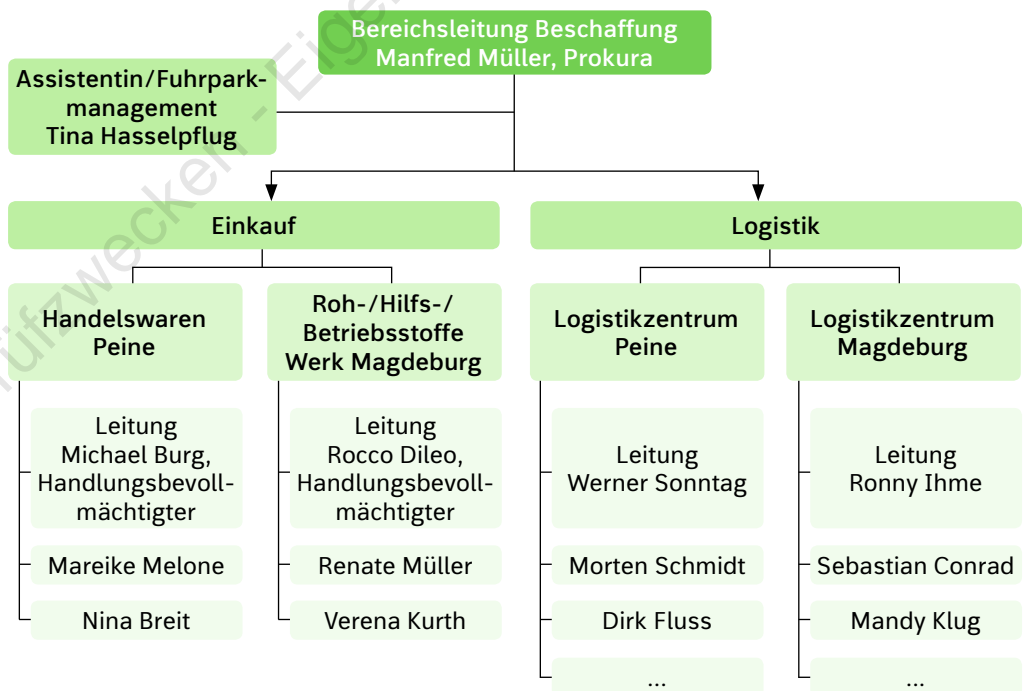 Bereichsleitung Beschaffung
Manfred Müller, Prokura
Assistentin/Fuhrpark-
management
Tina Hasselpflug
Einkauf
Logistik
Handelswaren
Peine
Roh-/Hilfs-/
Betriebsstoffe
Werk Magdeburg
Logistikzentrum
Peine
Logistikzentrum
Magdeburg
Leitung
Michael Burg,
Handlungsbevoll-
mächtigter
Leitung
Rocco Dileo,
Handlungsbevoll-
mächtigter
Leitung
Werner Sonntag
Leitung
Ronny Ihme
Mareike Melone
Renate Müller
Morten Schmidt
Sebastian Conrad
Nina Breit
Verena Kurth
Dirk Fluss
Mandy Klug
...
...